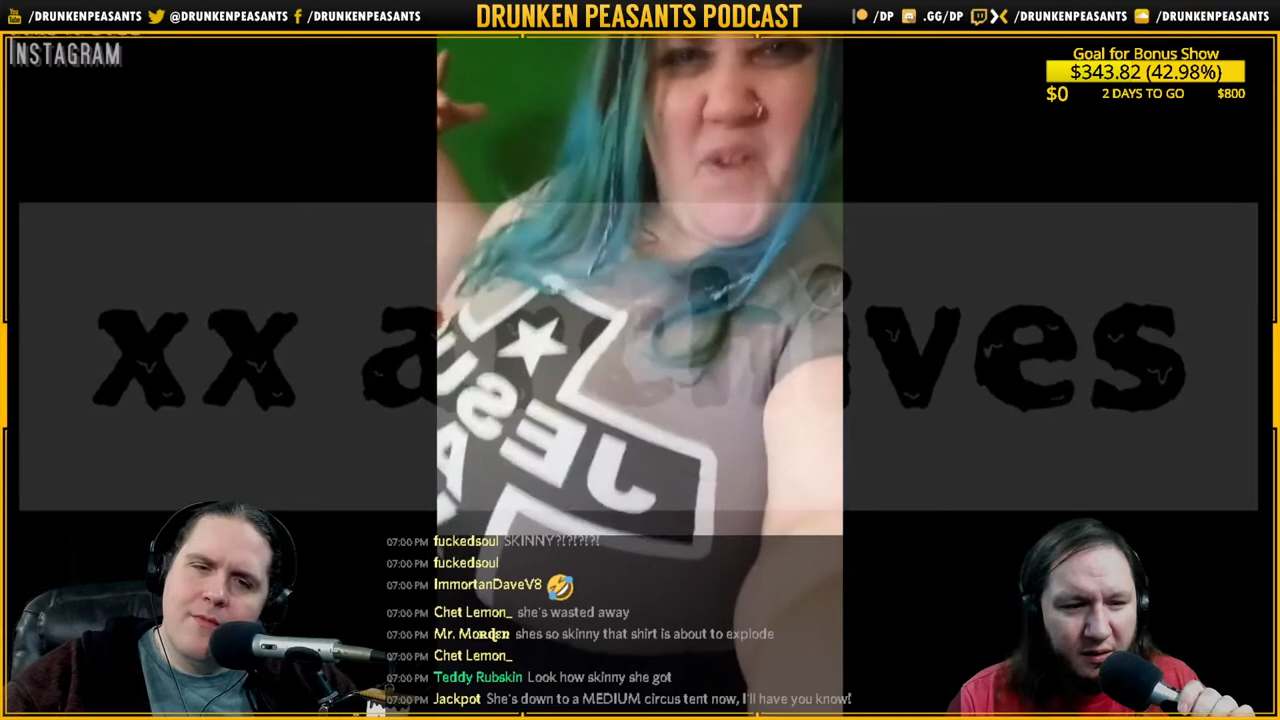 /DRUNKENPEASANTS @DRUNKENPEASANTS /DRUNKENPEASANTS DRUNKEN PEASANTS PODCAST /DP .GG/DP /DRUNKENPEASANTS /DRUNKENPEASANTS
INSTAGRAM
Goal for Bonus Show
$343.82 (42.98%)
$0 2 DAYS TO GO $800
xx a ives
JESU
07:00 PM fuckedsoul SKINNY?!?!?!?!
07:00 PM fuckedsoul
07:00 PM ImmortanDaveV8 🤣
07:00 PM Chet Lemon_ she's wasted away
07:00 PM Mr. shes so skinny that shirt is about to explode
07:00 PM Chet Lemon_
07:00 PM Teddy Rubskin Look how skinny she got
07:00 PM Jackpot She's down to a MEDIUM circus tent now, I'll have you know!